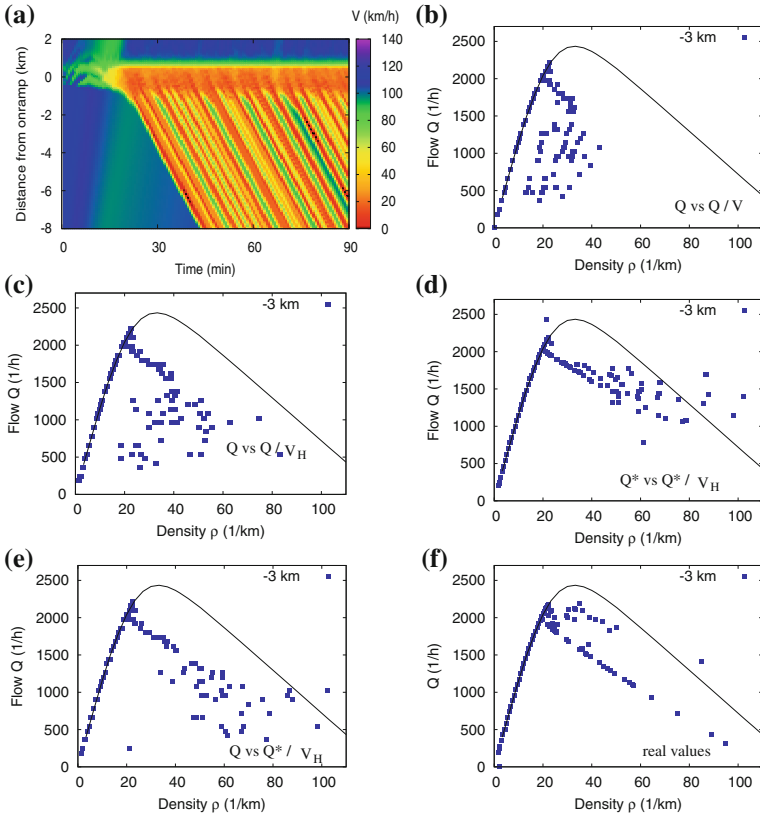 (a)
V (km/h)
Distance from onramp (km)
2
0
-2
-4
-6
-8
0
30
60
90
Time (min)
140
120
100
80
60
40
20
0
(b)
Flow Q (1/h)
2500
2000
1500
1000
500
0
-3 km
Q vs Q / V
0 20 40 60 80 100
Density ρ (1/km)
(c)
Flow Q (1/h)
2500
2000
1500
1000
500
0
-3 km
Q vs Q / V_H
0 20 40 60 80 100
Density ρ (1/km)
(d)
Flow Q (1/h)
2500
2000
1500
1000
500
0
-3 km
Q* vs Q* / V_H
0 20 40 60 80 100
Density ρ (1/km)
(e)
Flow Q (1/h)
2500
2000
1500
1000
500
0
-3 km
Q vs Q* / V_H
0 20 40 60 80 100
Density ρ (1/km)
(f)
Q (1/h)
2500
2000
1500
1000
500
0
-3 km
real values
0 20 40 60 80 100
Density ρ (1/km)